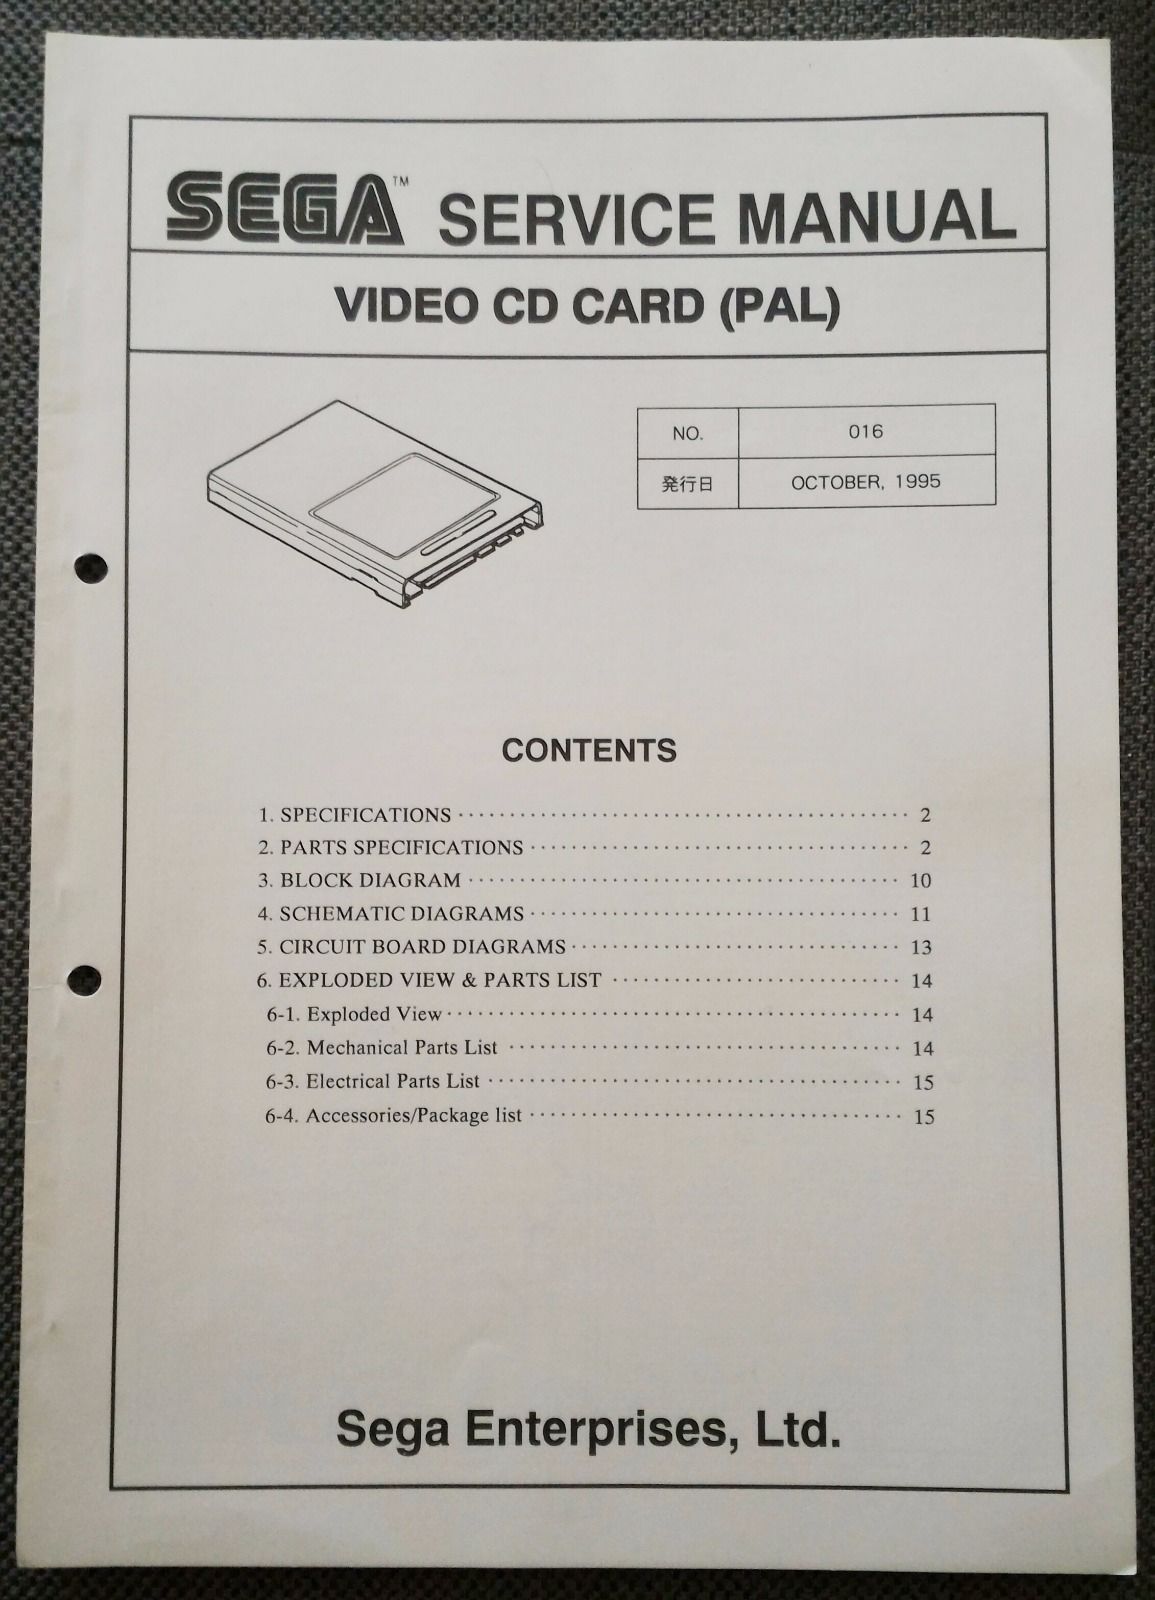 SEGA™ SERVICE MANUAL
VIDEO CD CARD (PAL)
NO. 016
発行日 OCTOBER, 1995
CONTENTS
1. SPECIFICATIONS ············································ 2
2. PARTS SPECIFICATIONS ····································· 2
3. BLOCK DIAGRAM ·········································· 10
4. SCHEMATIC DIAGRAMS ···································· 11
5. CIRCUIT BOARD DIAGRAMS ································ 13
6. EXPLODED VIEW & PARTS LIST ···························· 14
6-1. Exploded View ············································ 14
6-2. Mechanical Parts List ······································ 14
6-3. Electrical Parts List ········································ 15
6-4. Accessories/Package list ···································· 15
Sega Enterprises, Ltd.